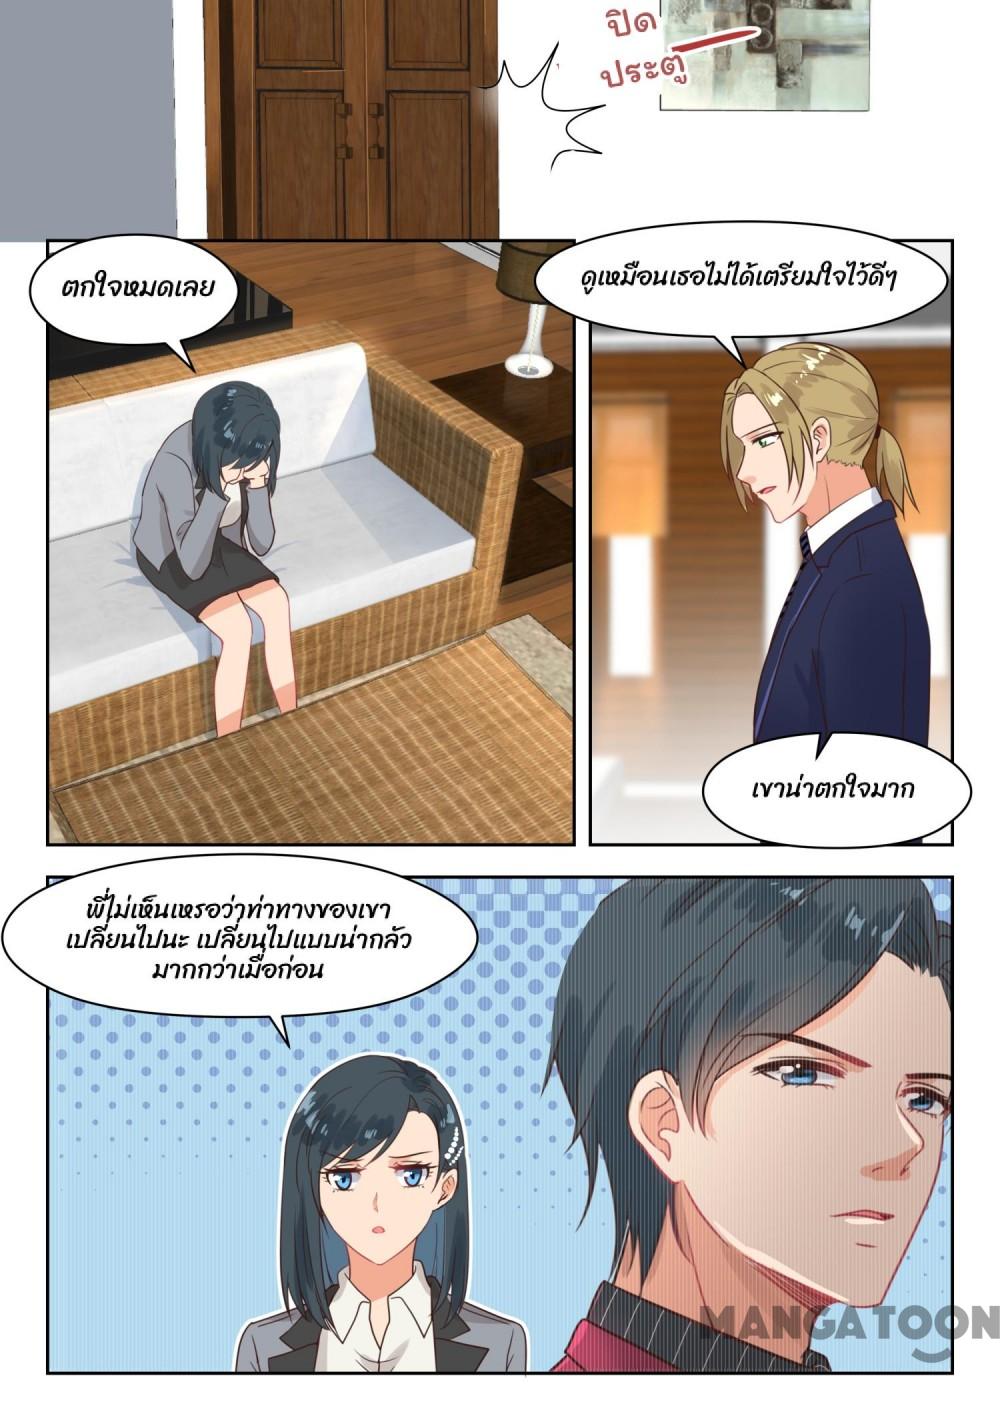 ปิด
ประตู
ตกใจหมดเลย
ดูเหมือนเธอไม่ได้เตรียมใจไว้ดีๆ
เขาน่าตกใจมาก
พี่ไม่เห็นเหรอว่าท่าทางของเขา
เปลี่ยนไปนะ เปลี่ยนไปแบบน่ากลัว
มากกว่าเมื่อก่อน
MANGATOON